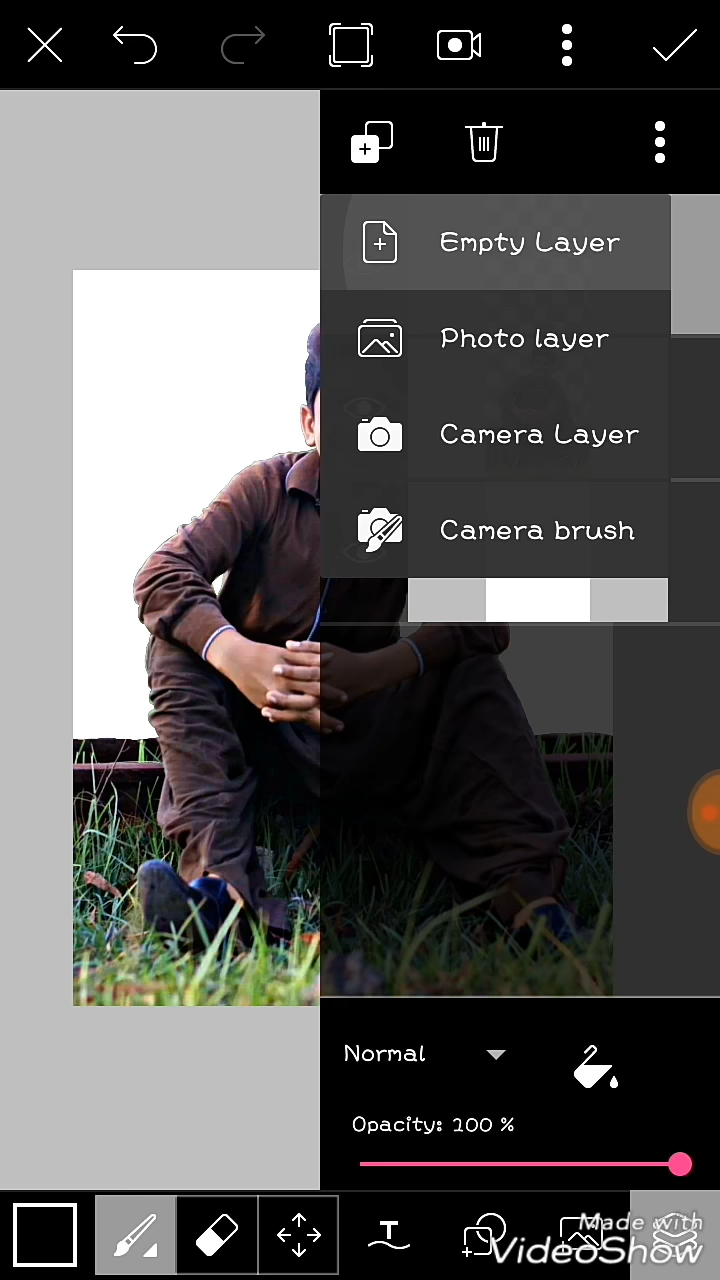 Empty Layer
Photo layer
Camera Layer
Camera brush
Normal
Opacity: 100 %
T
Made with
VideoShow